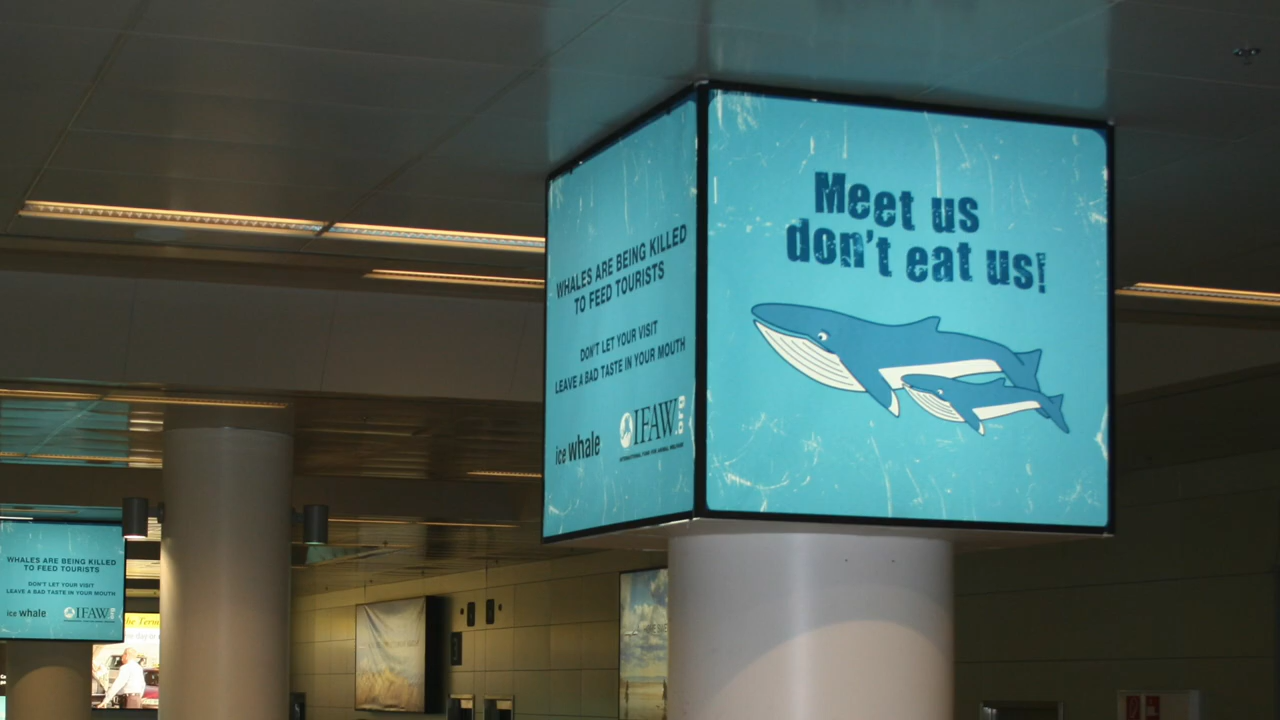 Meet us
don't eat us!
WHALES ARE BEING KILLED
TO FEED TOURISTS
DON'T LET YOUR VISIT
LEAVE A BAD TASTE IN YOUR MOUTH
ice whale
IFAW.org
INTERNATIONAL FUND FOR ANIMAL WELFARE
WHALES ARE BEING KILLED
TO FEED TOURISTS
DON'T LET YOUR VISIT
LEAVE A BAD TASTE IN YOUR MOUTH
ice whale
IFAW